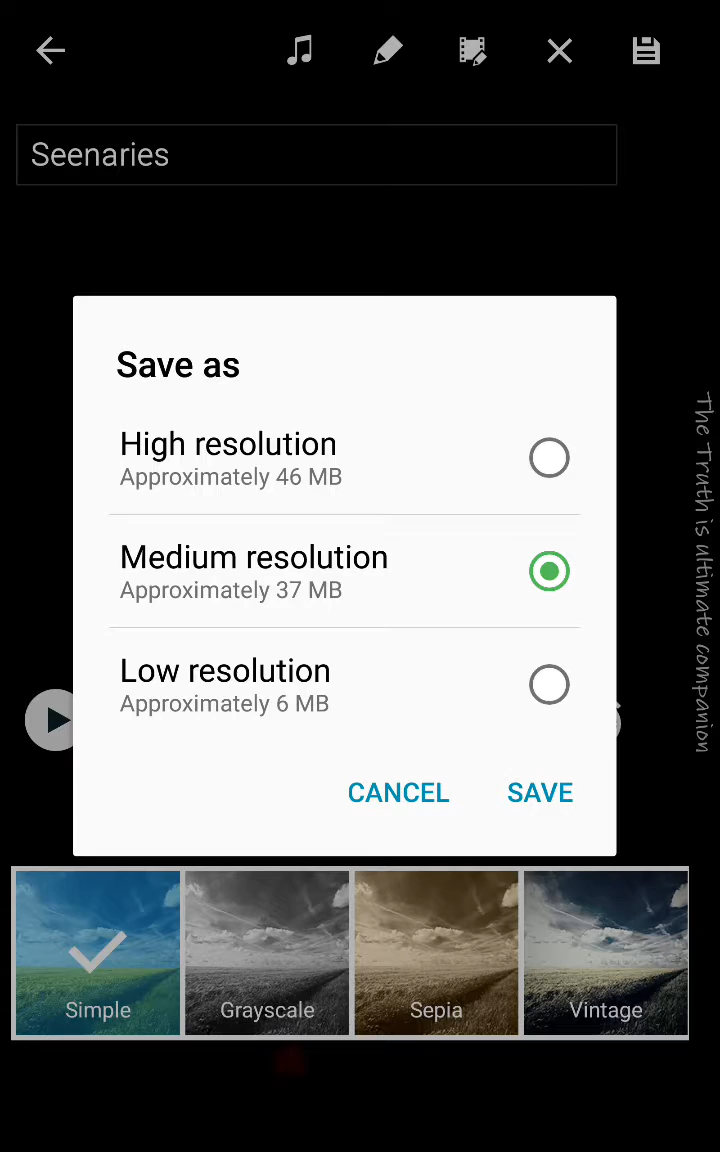 Seenaries
Save as
High resolution
Approximately 46 MB
Medium resolution
Approximately 37 MB
Low resolution
Approximately 6 MB
CANCEL SAVE
Simple Grayscale Sepia Vintage
The Truth is ultimate companion